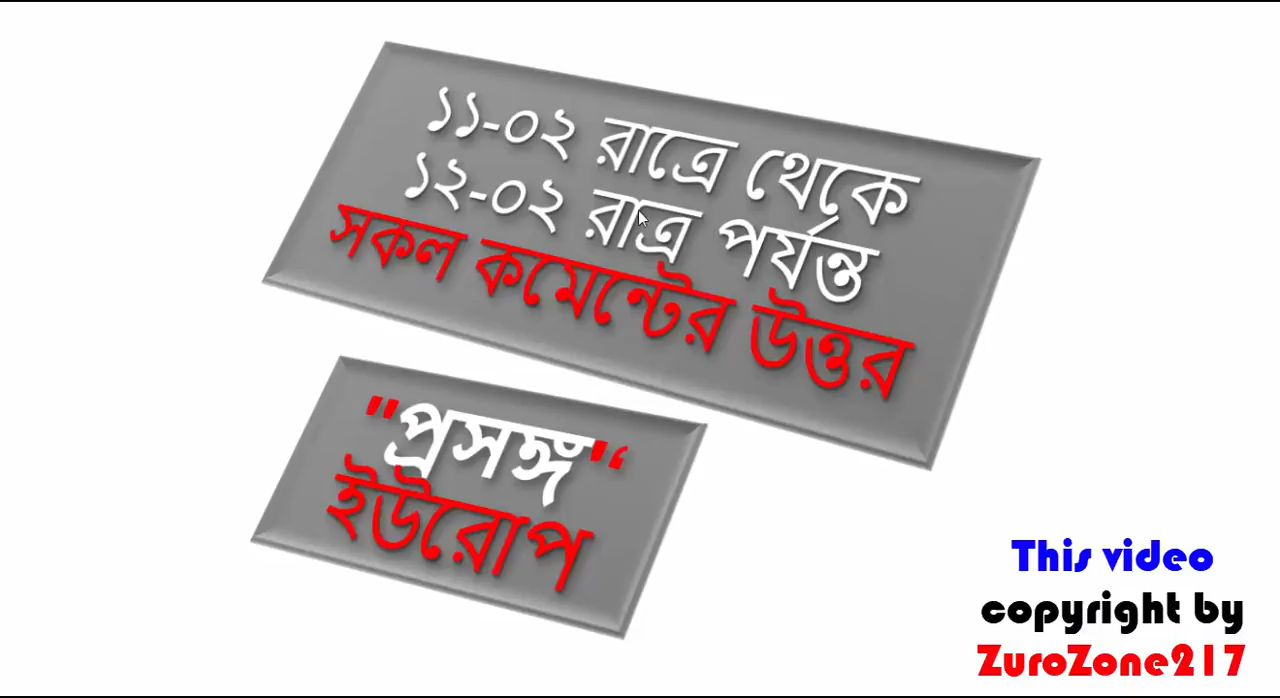 ১১-০২ রাত্রে থেকে
১২-০২ রাত্র পর্যন্ত
সকল কমেন্টের উত্তর
"প্রসঙ্গ“
ইউরোপ
This video
copyright by
ZuroZone217